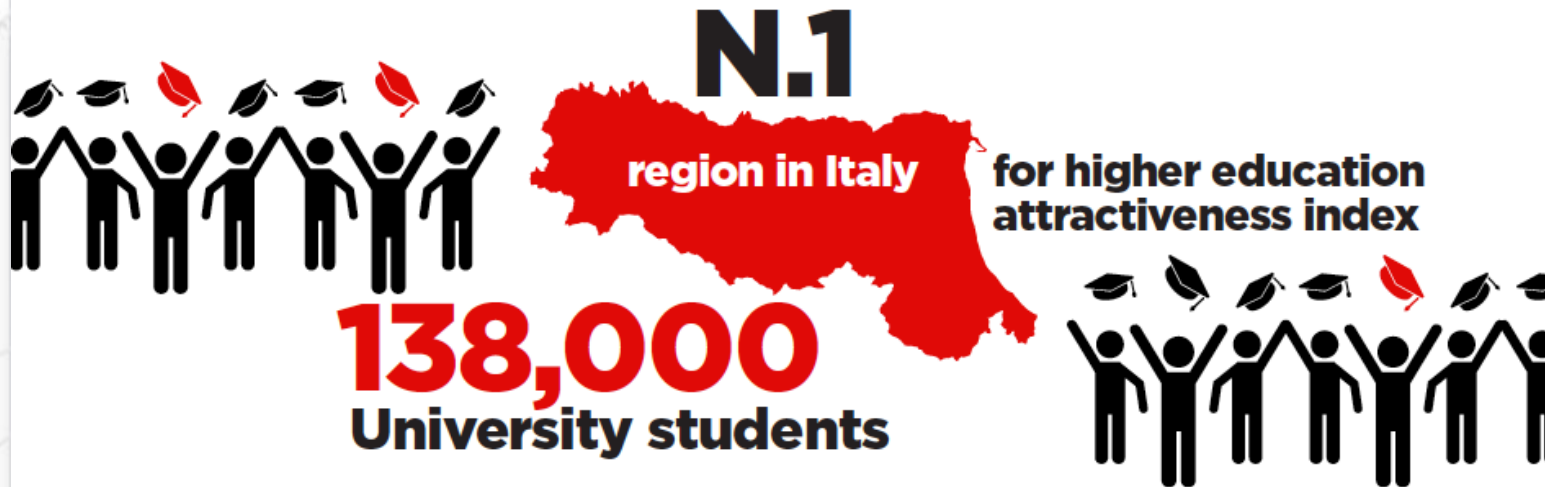 N.1
region in Italy
for higher education
attractiveness index
138,000
University students